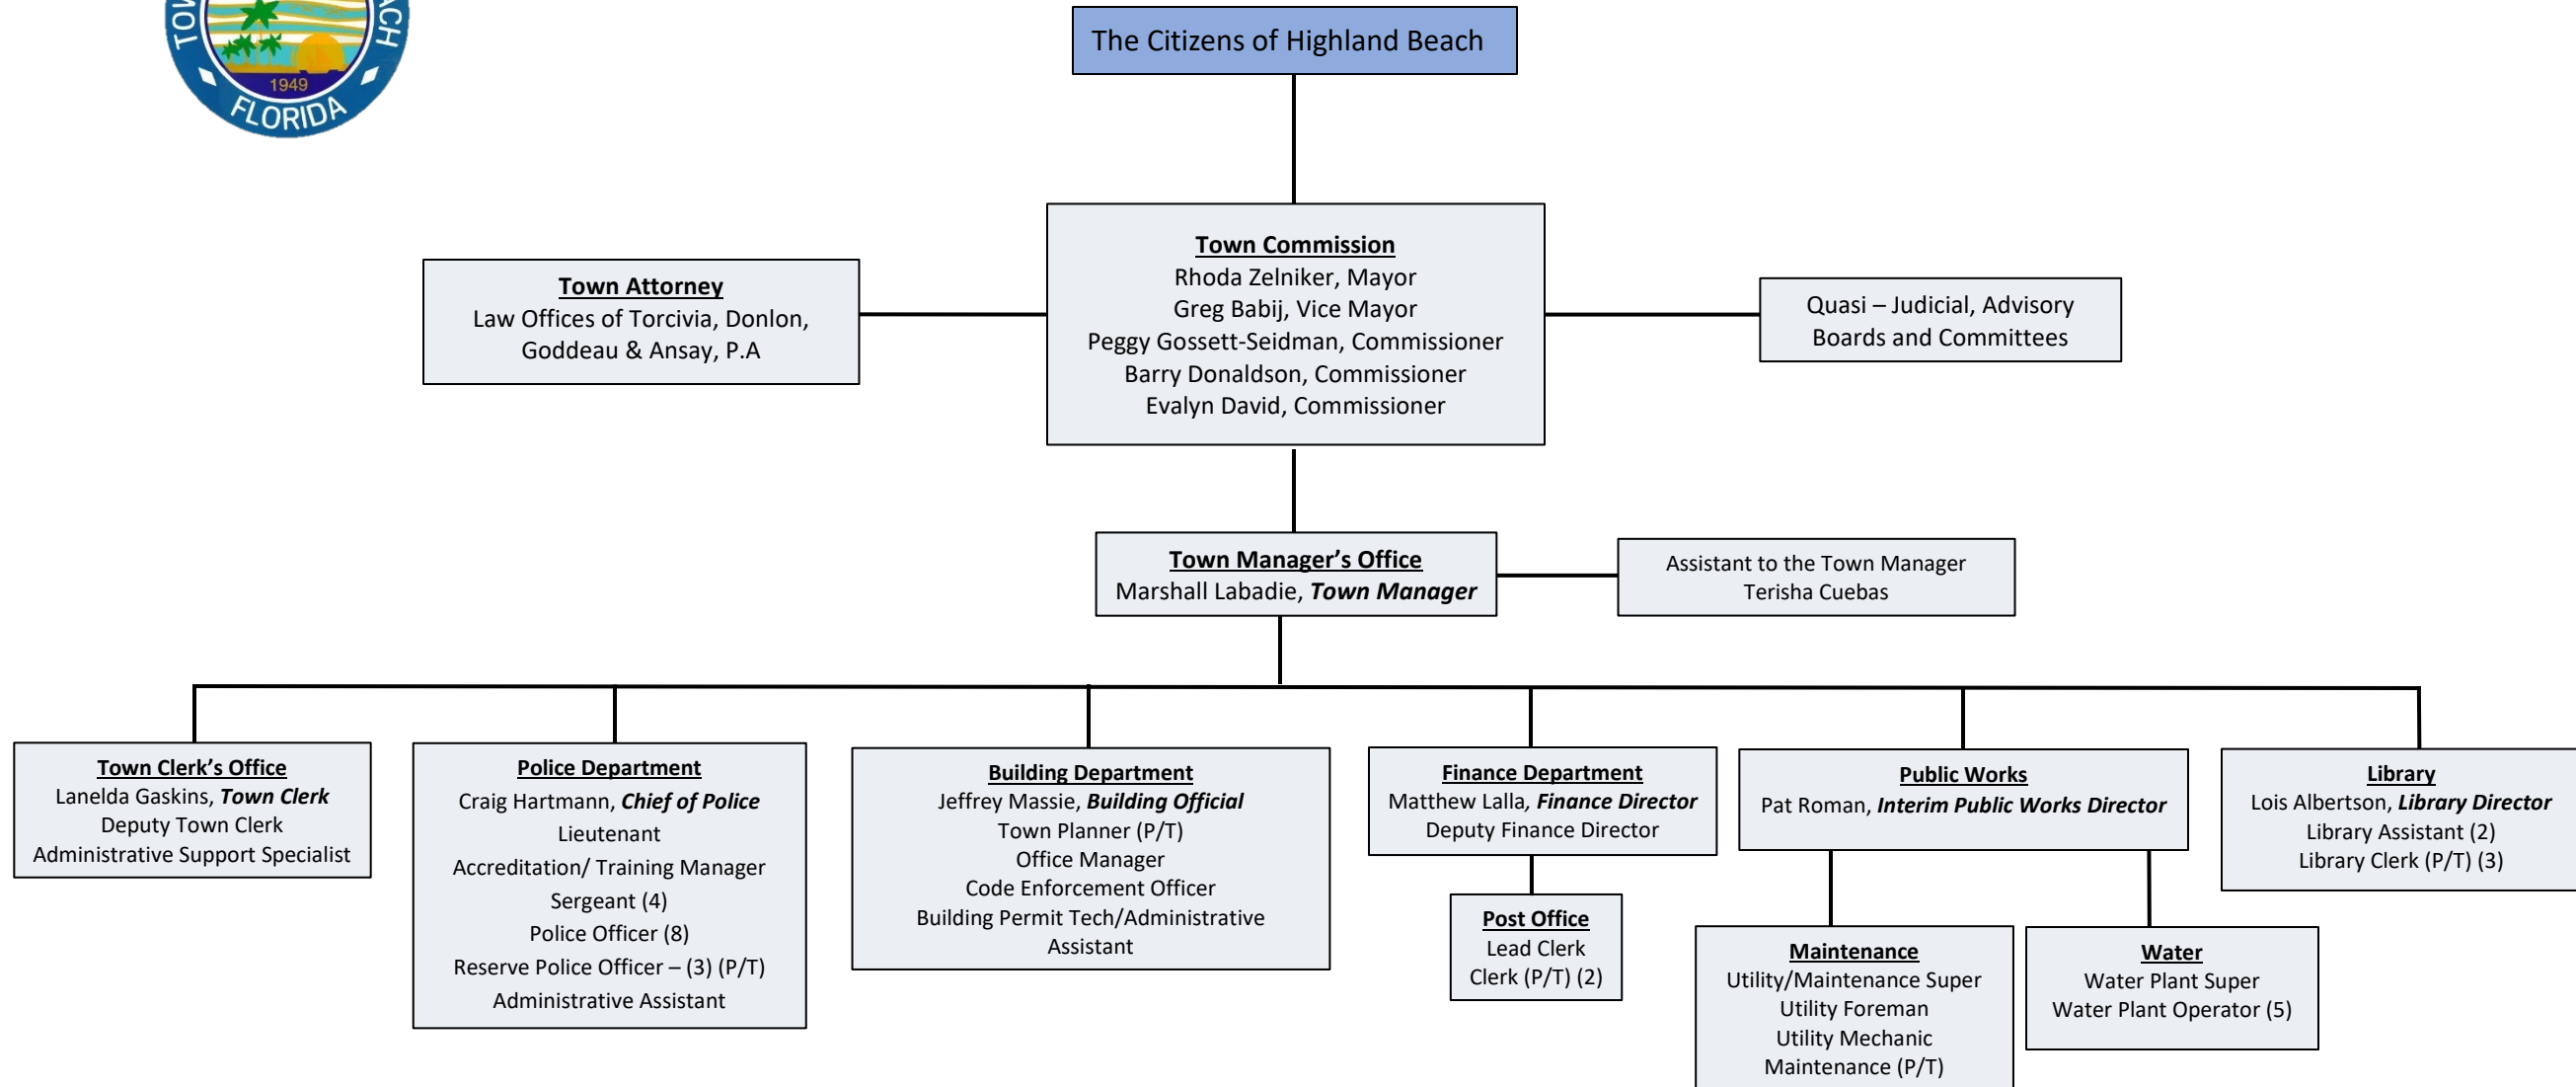 1949
FLORIDA
The Citizens of Highland Beach
Town Commission
Rhoda Zelniker, Mayor
Greg Babij, Vice Mayor
Peggy Gossett-Seidman, Commissioner
Barry Donaldson, Commissioner
Evalyn David, Commissioner
Town Attorney
Law Offices of Torcivia, Donlon,
Goddeau & Ansay, P.A
Quasi – Judicial, Advisory
Boards and Committees
Town Manager’s Office
Marshall Labadie, Town Manager
Assistant to the Town Manager
Terisha Cuebas
Town Clerk’s Office
Lanelda Gaskins, Town Clerk
Deputy Town Clerk
Administrative Support Specialist
Police Department
Craig Hartmann, Chief of Police
Lieutenant
Accreditation/ Training Manager
Sergeant (4)
Police Officer (8)
Reserve Police Officer – (3) (P/T)
Administrative Assistant
Building Department
Jeffrey Massie, Building Official
Town Planner (P/T)
Office Manager
Code Enforcement Officer
Building Permit Tech/Administrative
Assistant
Finance Department
Matthew Lalla, Finance Director
Deputy Finance Director
Post Office
Lead Clerk
Clerk (P/T) (2)
Public Works
Pat Roman, Interim Public Works Director
Maintenance
Utility/Maintenance Super
Utility Foreman
Utility Mechanic
Maintenance (P/T)
Water
Water Plant Super
Water Plant Operator (5)
Library
Lois Albertson, Library Director
Library Assistant (2)
Library Clerk (P/T) (3)